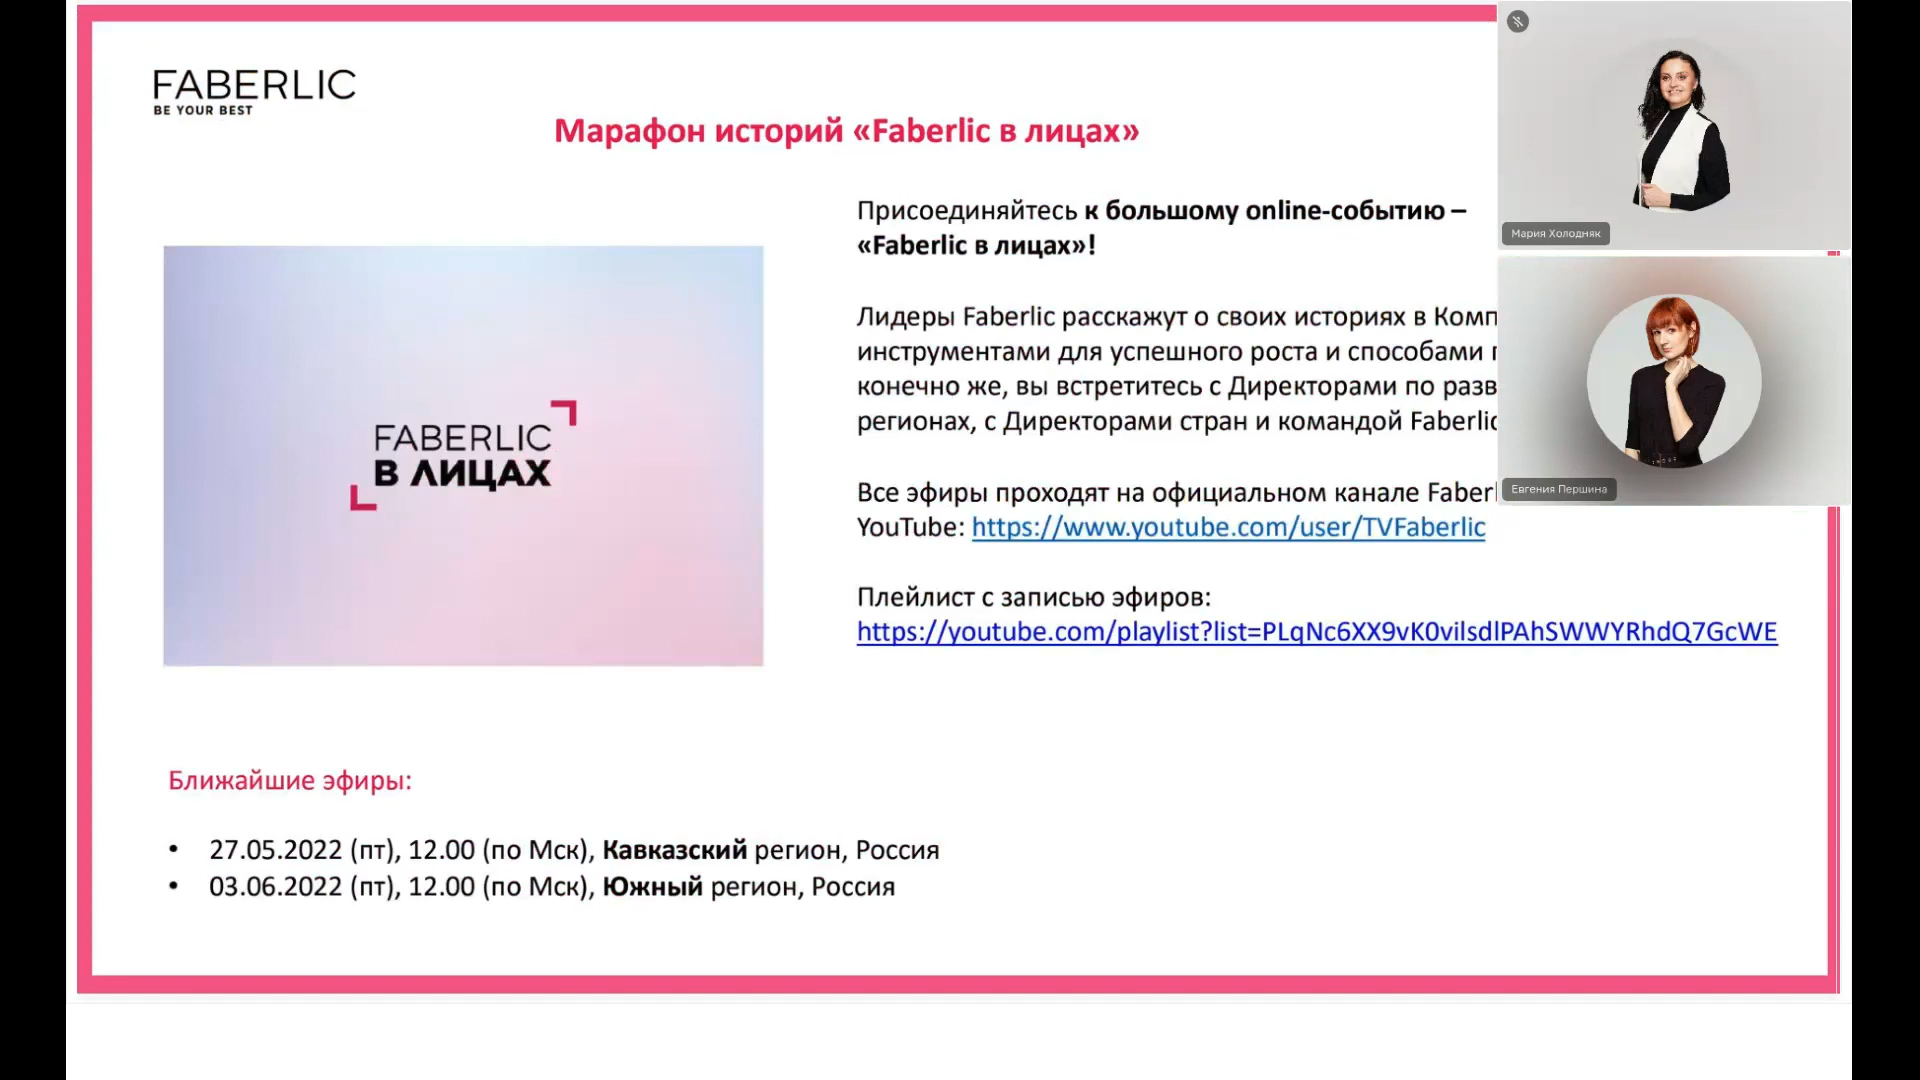 FABERLIC
BE YOUR BEST
Марафон историй «Faberlic в лицах»
Присоединяйтесь к большому online-событию –
«Faberlic в лицах»!
Лидеры Faberlic расскажут о своих историях в
инструментами для успешного роста и способами
конечно же, вы встретитесь с Директорами по
регионах, с Директорами стран и командой
Все эфиры проходят на официальном канале
YouTube: https://www.youtube.com/user/TVFaberlic
Плейлист с записью эфиров:
https://youtube.com/playlist?list=PLqNc6XX9vK0vilsdlPAhSWWYRhdQ7GcWE
FABERLIC
В ЛИЦАХ
Ближайшие эфиры:
• 27.05.2022 (пт), 12.00 (по Мск), Кавказский регион, Россия
• 03.06.2022 (пт), 12.00 (по Мск), Южный регион, Россия
Мария Холодняк
Евгения Першина